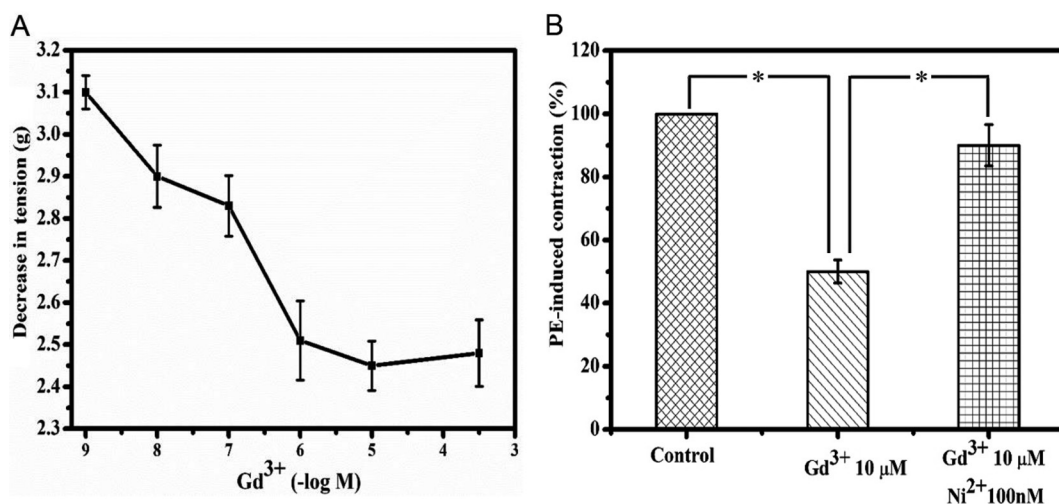 A
Decrease in tension (g)
3.2
3.1
3.0
2.9
2.8
2.7
2.6
2.5
2.4
2.3
9 8 7 6 5 4 3
Gd³⁺ (-log M)
B
PE-induced contraction (%)
120
100
80
60
40
20
0
* *
Control
Gd³⁺ 10 μM
Gd³⁺ 10 μM
Ni²⁺100nM